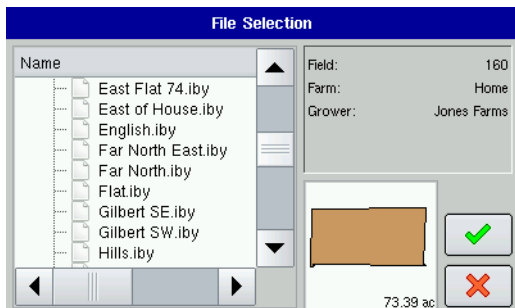 File Selection
Name
East Flat 74.iby
East of House.iby
English.iby
Far North East.iby
Far North.iby
Flat.iby
Gilbert SE.iby
Gilbert SW.iby
Hills.iby
Field: 160
Farm: Home
Grower: Jones Farms
73.39 ac